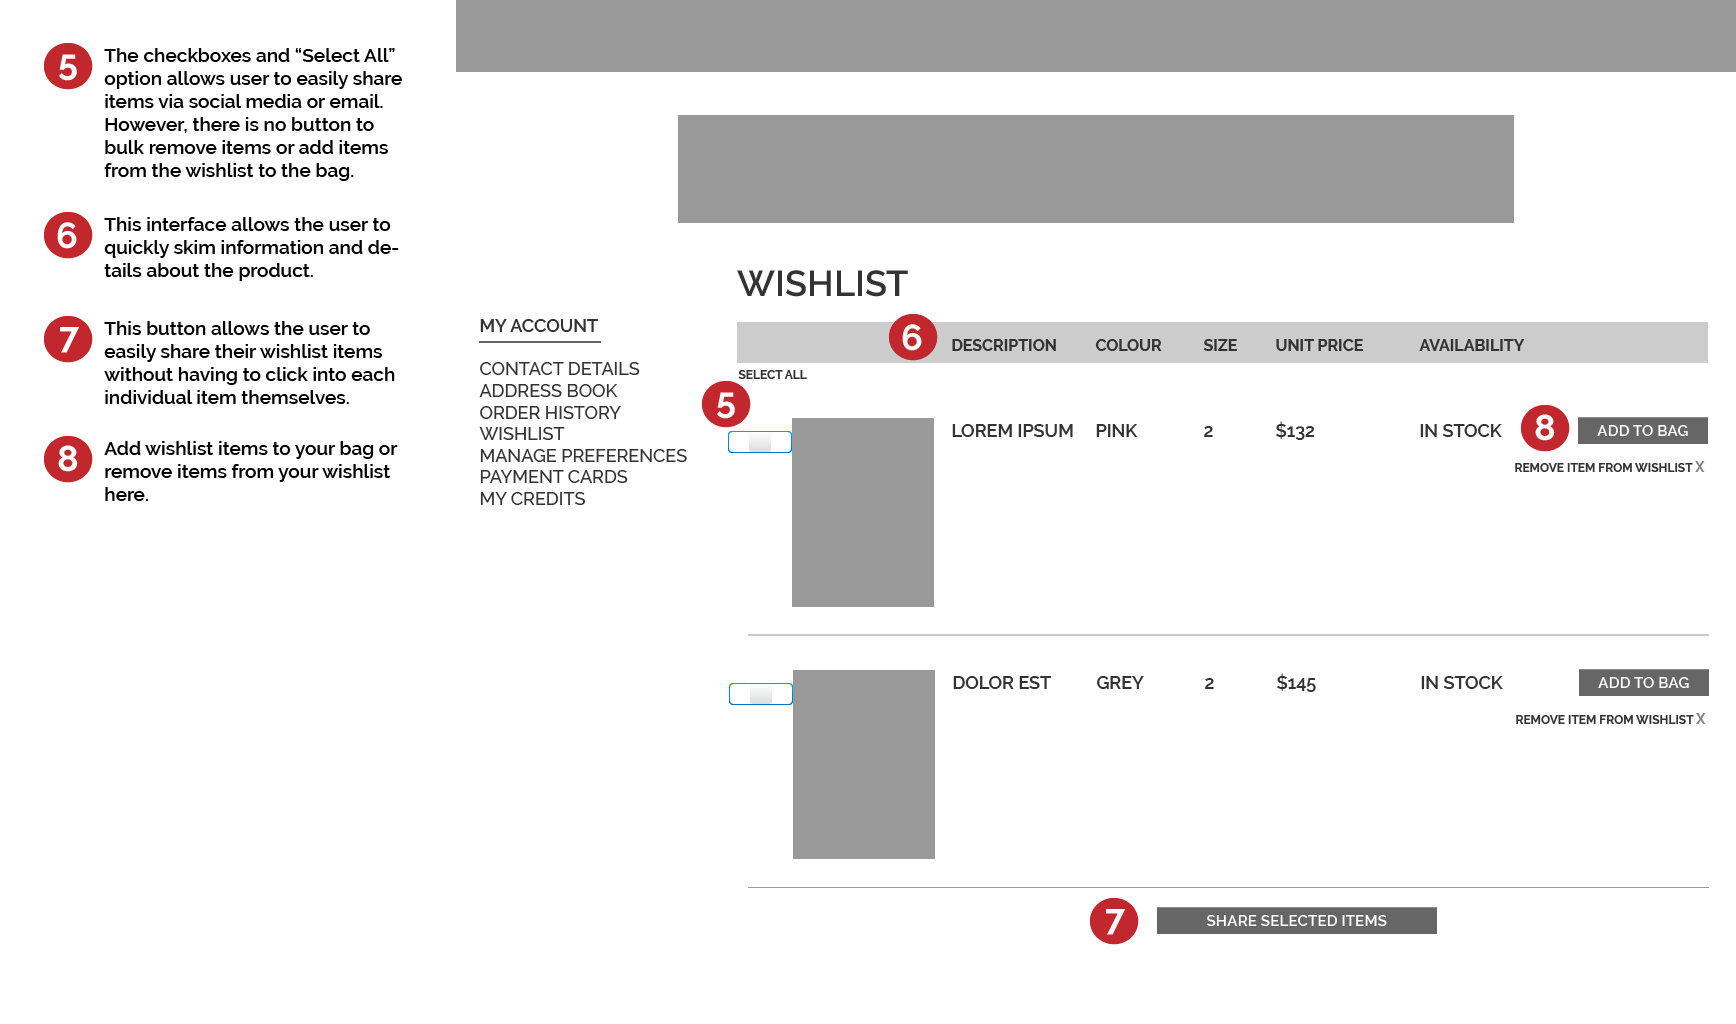 5
The checkboxes and “Select All”
option allows user to easily share
items via social media or email.
However, there is no button to
bulk remove items or add items
from the wishlist to the bag.
6
This interface allows the user to
quickly skim information and de-
tails about the product.
7
This button allows the user to
easily share their wishlist items
without having to click into each
individual item themselves.
8
Add wishlist items to your bag or
remove items from your wishlist
here.
MY ACCOUNT
CONTACT DETAILS
ADDRESS BOOK
ORDER HISTORY
WISHLIST
MANAGE PREFERENCES
PAYMENT CARDS
MY CREDITS
WISHLIST
6 DESCRIPTION COLOUR SIZE UNIT PRICE AVAILABILITY
SELECT ALL
5
LOREM IPSUM PINK 2 $132 IN STOCK 8 ADD TO BAG
REMOVE ITEM FROM WISHLIST X
DOLOR EST GREY 2 $145 IN STOCK ADD TO BAG
REMOVE ITEM FROM WISHLIST X
7 SHARE SELECTED ITEMS